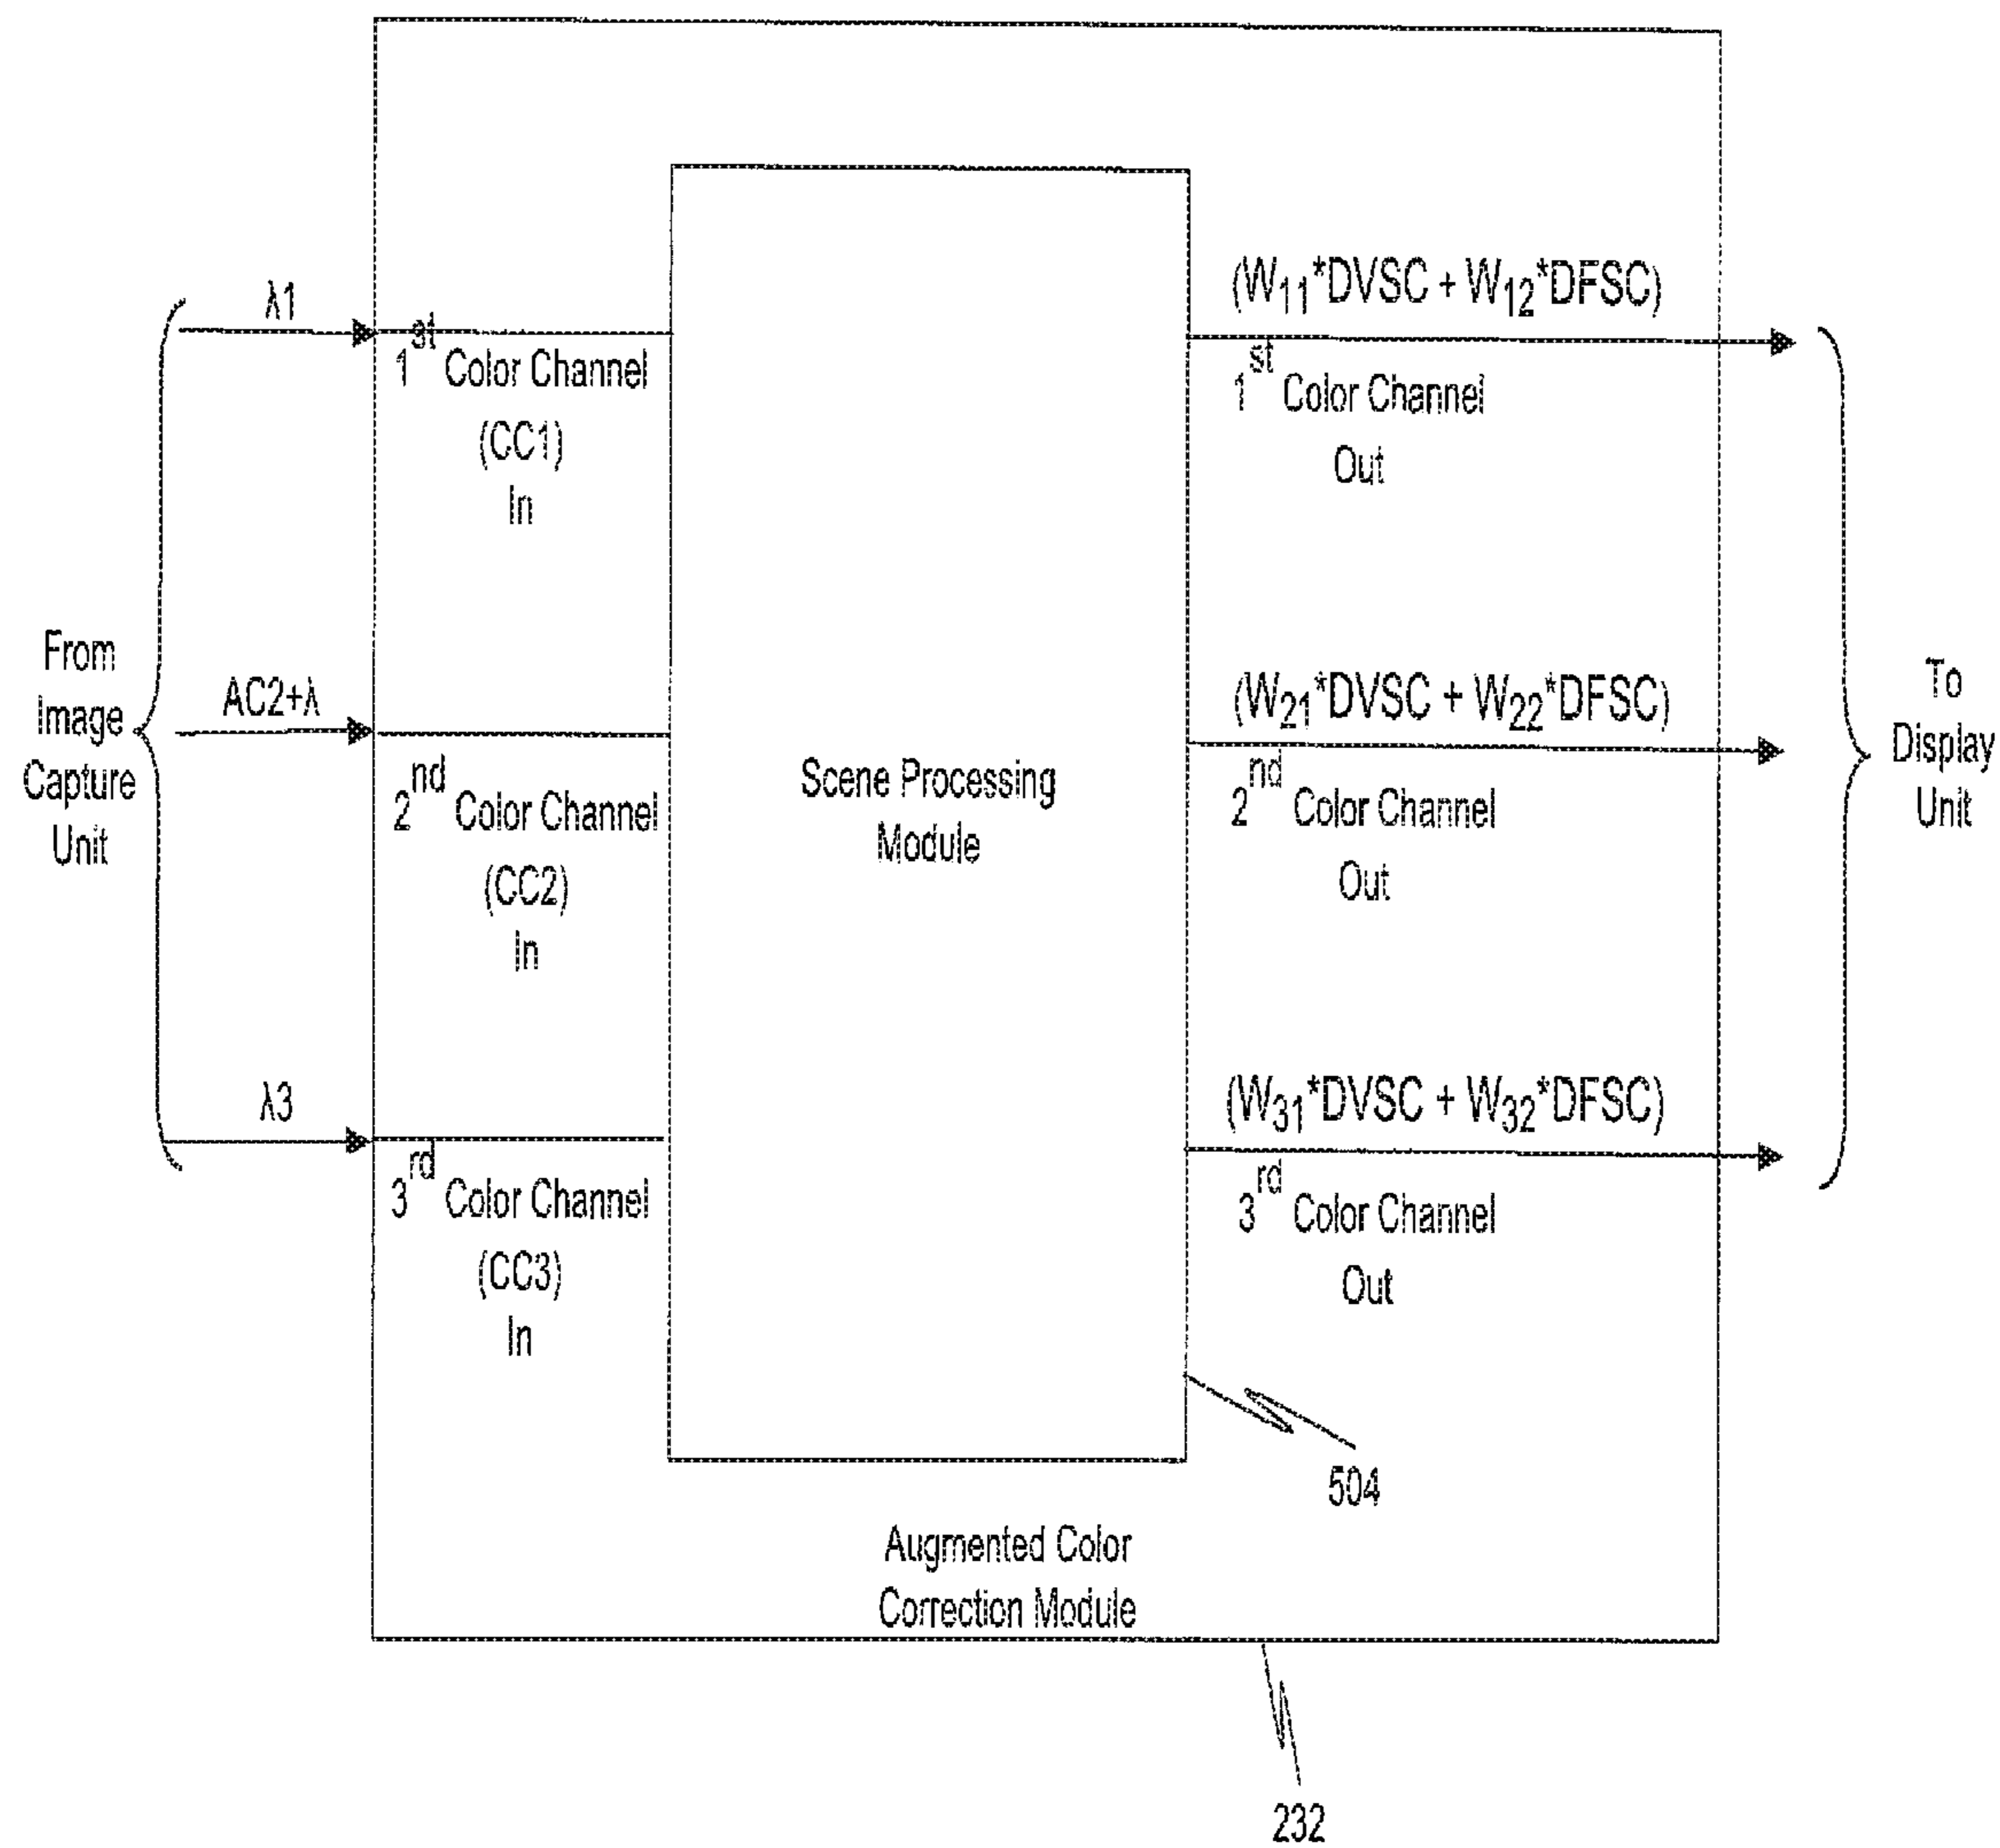 λ1
1st Color Channel
(CC1)
In
(W11*DVSC + W12*DFSC)
1st Color Channel
Out
From
Image
Capture
Unit
AC2+λ
2nd Color Channel
(CC2)
In
Scene Processing
Module
(W21*DVSC + W22*DFSC)
2nd Color Channel
Out
To
Display
Unit
λ3
3rd Color Channel
(CC3)
In
(W31*DVSC + W32*DFSC)
3rd Color Channel
Out
504
Augmented Color
Correction Module
232